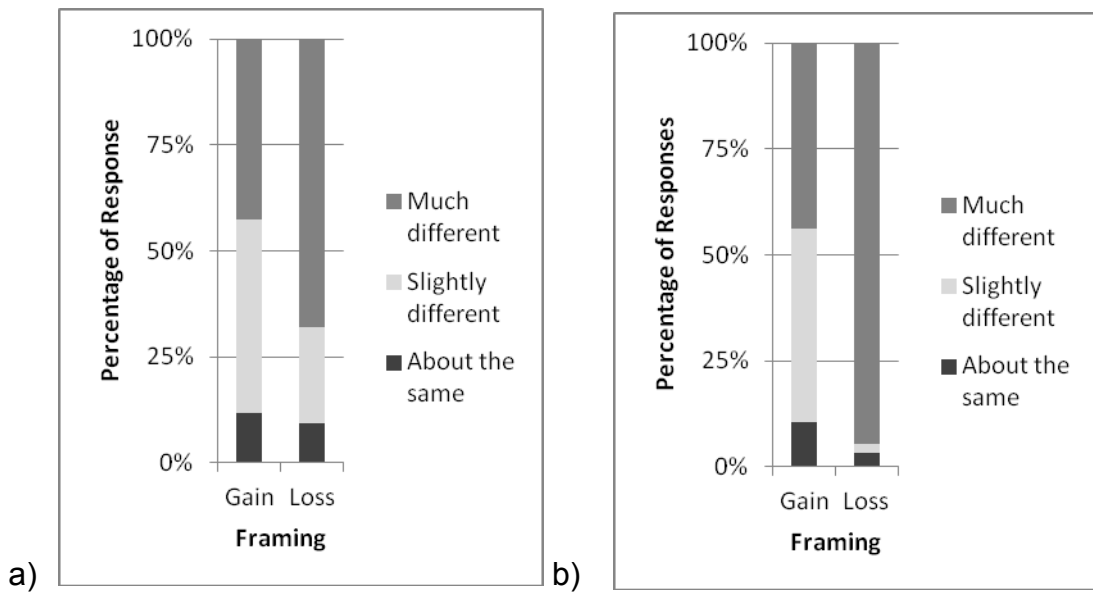 100%
75%
50%
25%
0%
Percentage of Response
Gain Loss
Framing
Much
different
Slightly
different
About the
same
a)
100%
75%
50%
25%
0%
Percentage of Responses
Gain Loss
Framing
Much
different
Slightly
different
About the
same
b)